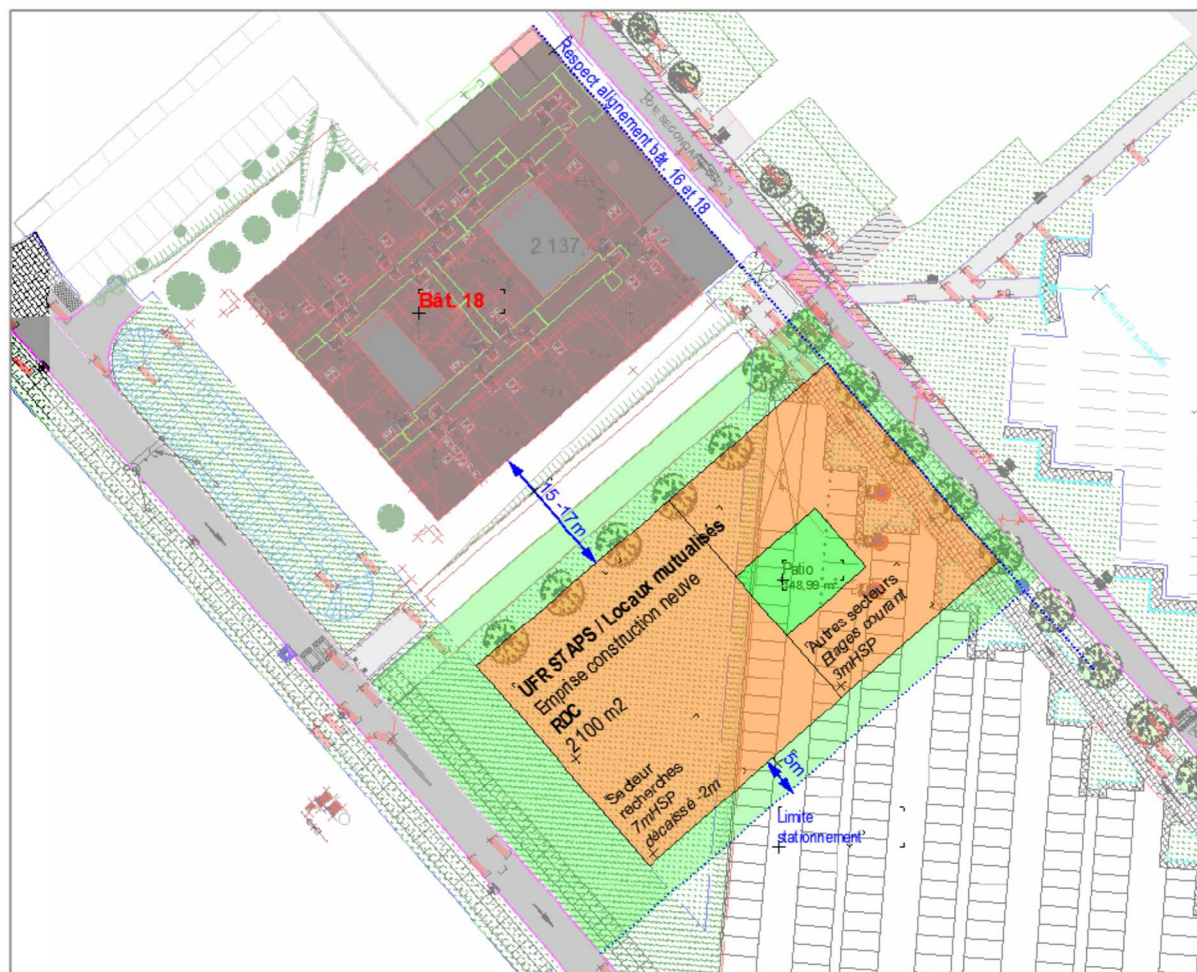 Respect alignement bât. 16 et 18
2 137,
Bât. 18
15 -17m
UFR STAPS / Locaux mutualisés
Emprise construction neuve
RDC
2100 m2
Secteur
recherches
7mHSP
décaissé -2m
Patio
148,99 m²
Autres secteurs
Etages courant
3mHSP
5m
Limite
stationnement